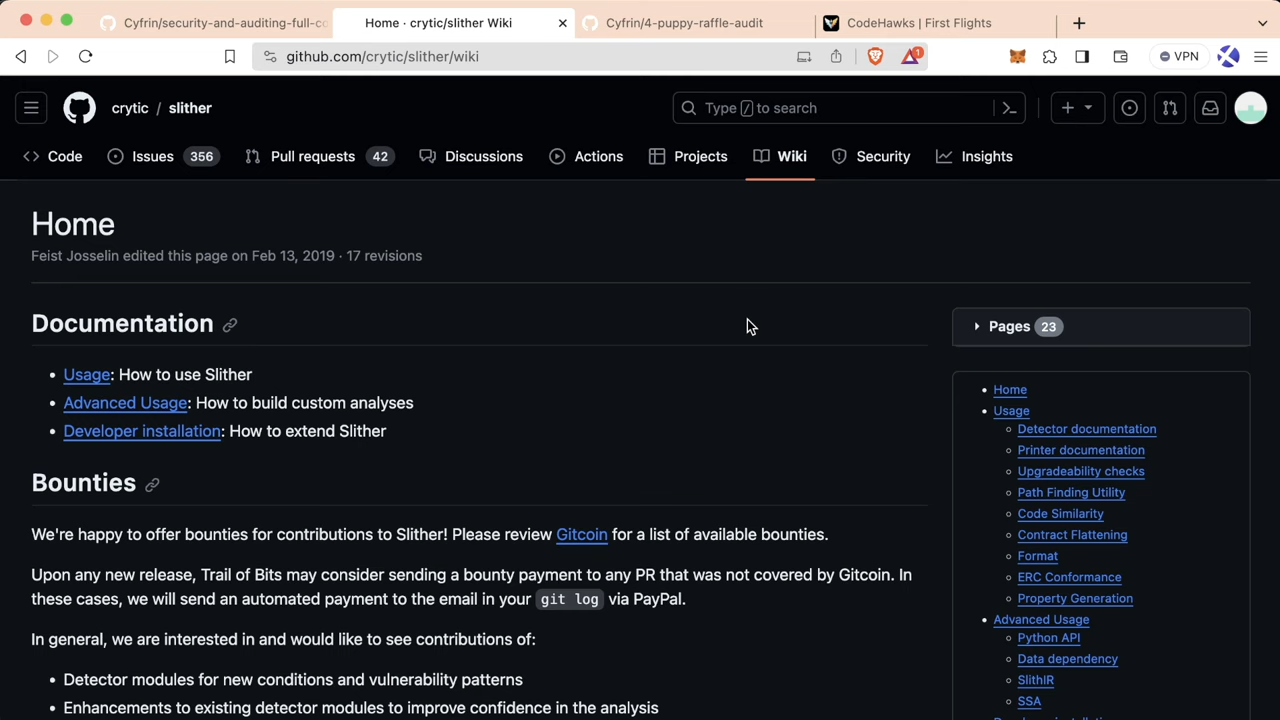 Cyfrin/security-and-auditing-full-co
Home · crytic/slither Wiki
Cyfrin/4-puppy-raffle-audit
CodeHawks | First Flights
github.com/crytic/slither/wiki
1
VPN
crytic / slither
Type / to search
Code
Issues 356
Pull requests 42
Discussions
Actions
Projects
Wiki
Security
Insights
Home
Feist Josselin edited this page on Feb 13, 2019 · 17 revisions
Documentation
• Usage: How to use Slither
• Advanced Usage: How to build custom analyses
• Developer installation: How to extend Slither
Bounties
We're happy to offer bounties for contributions to Slither! Please review Gitcoin for a list of available bounties.
Upon any new release, Trail of Bits may consider sending a bounty payment to any PR that was not covered by Gitcoin. In
these cases, we will send an automated payment to the email in your git log via PayPal.
In general, we are interested in and would like to see contributions of:
• Detector modules for new conditions and vulnerability patterns
• Enhancements to existing detector modules to improve confidence in the analysis
Pages 23
• Home
• Usage
Detector documentation
Printer documentation
Upgradeability checks
Path Finding Utility
Code Similarity
Contract Flattening
Format
ERC Conformance
Property Generation
• Advanced Usage
Python API
Data dependency
SlithIR
SSA